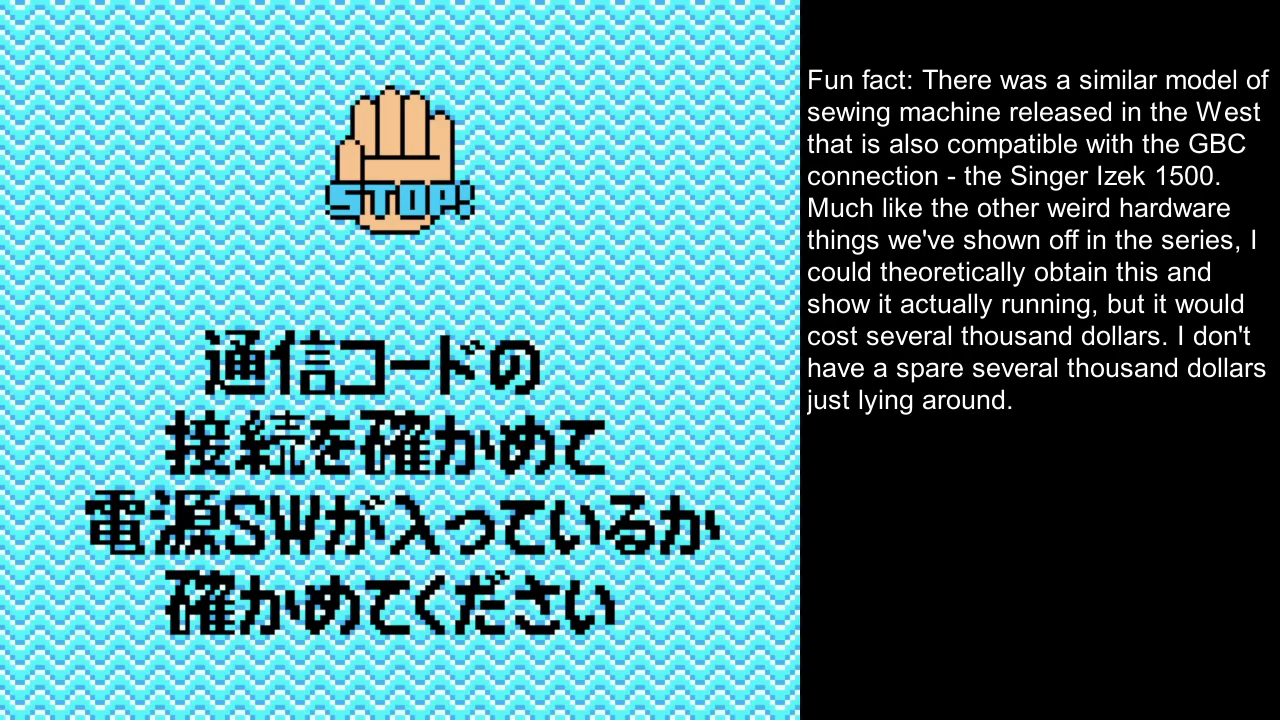 STOP!
通信コードの
接続を確かめて
電源SWが入っているか
確かめてください
Fun fact: There was a similar model of
sewing machine released in the West
that is also compatible with the GBC
connection - the Singer Izek 1500.
Much like the other weird hardware
things we've shown off in the series, I
could theoretically obtain this and
show it actually running, but it would
cost several thousand dollars. I don't
have a spare several thousand dollars
just lying around.